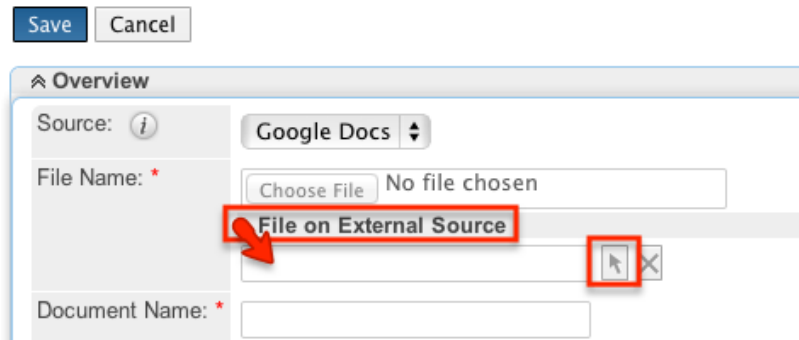 Save Cancel
Overview
Source: i Google Docs
File Name: * Choose File No file chosen
File on External Source
Document Name: *